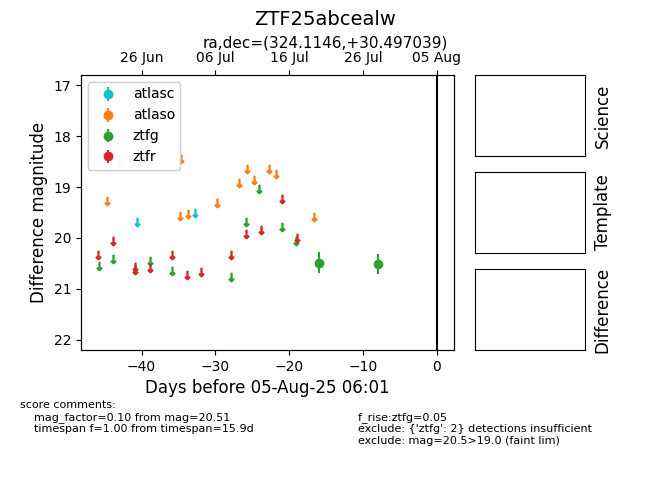 ZTF25abcealw
ra,dec=(324.1146,+30.497039)
26 Jun
06 Jul
16 Jul
26 Jul
05 Aug
17
18
19
20
21
22
Difference magnitude
atlasc
atlaso
ztfg
ztfr
−40
−30
−20
−10
0
Days before 05-Aug-25 06:01
Science
Template
Difference
score comments:
mag_factor=0.10 from mag=20.51
timespan f=1.00 from timespan=15.9d
f_rise:ztfg=0.05
exclude: {'ztfg': 2} detections insufficient
exclude: mag=20.5>19.0 (faint lim)